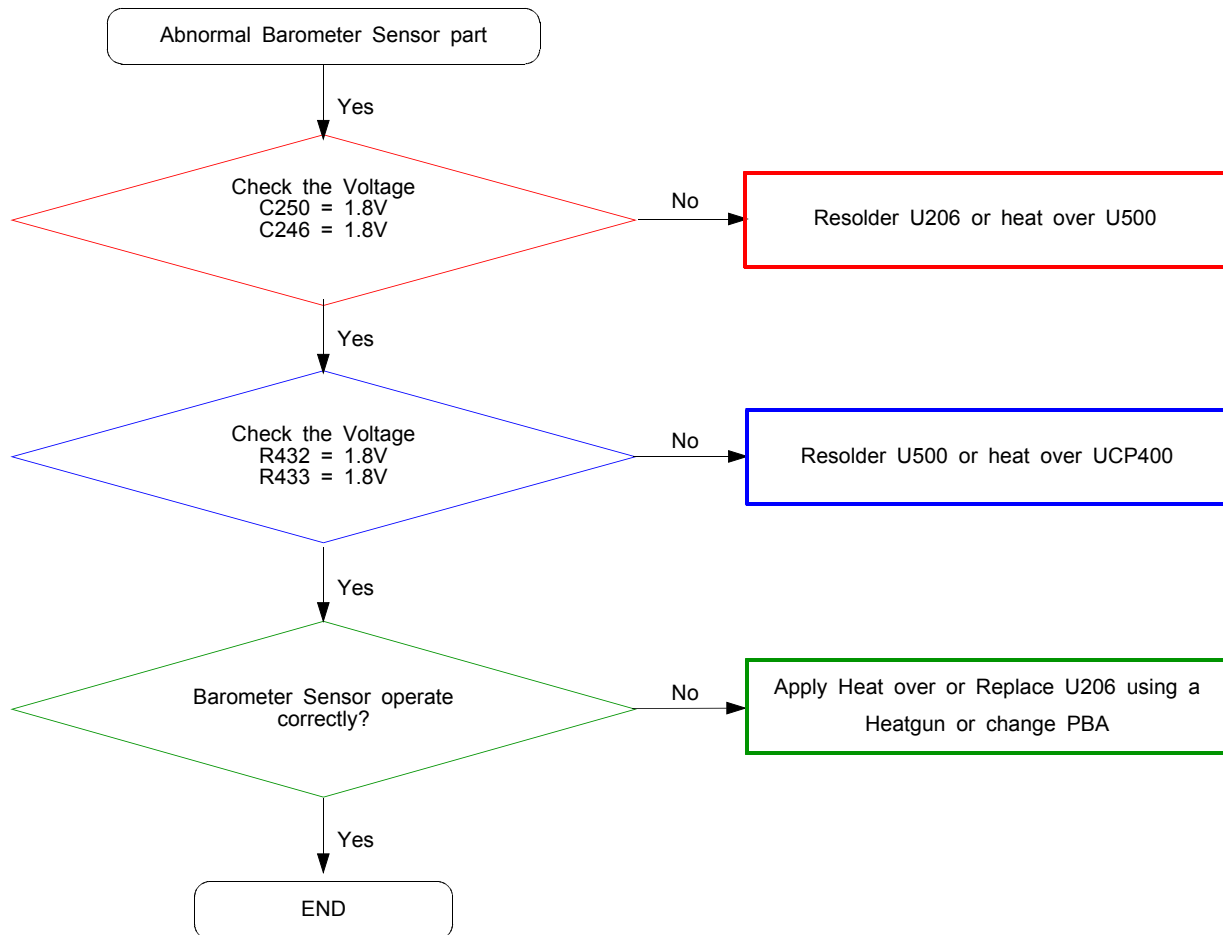 Abnormal Barometer Sensor part
Yes
Check the Voltage
C250 = 1.8V
C246 = 1.8V
No
Resolder U206 or heat over U500
Yes
Check the Voltage
R432 = 1.8V
R433 = 1.8V
No
Resolder U500 or heat over UCP400
Yes
Barometer Sensor operate
correctly?
No
Apply Heat over or Replace U206 using a
Heatgun or change PBA
Yes
END